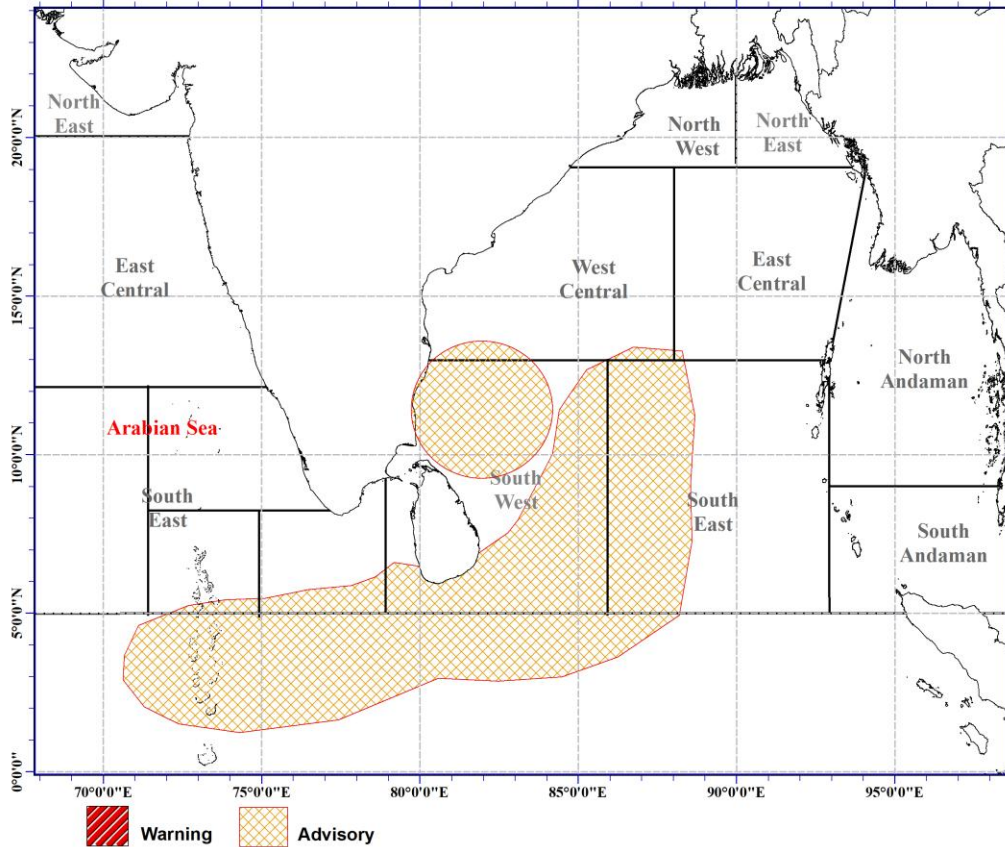 North
East
North
West
North
East
20°0'0"N
East
Central
West
Central
East
Central
15°0'0"N
North
Andaman
Arabian Sea
10°0'0"N
South
East
South
West
South
East
South
Andaman
5°0'0"N
0°0'0"
70°0'0"E
75°0'0"E
80°0'0"E
85°0'0"E
90°0'0"E
95°0'0"E
Warning
Advisory